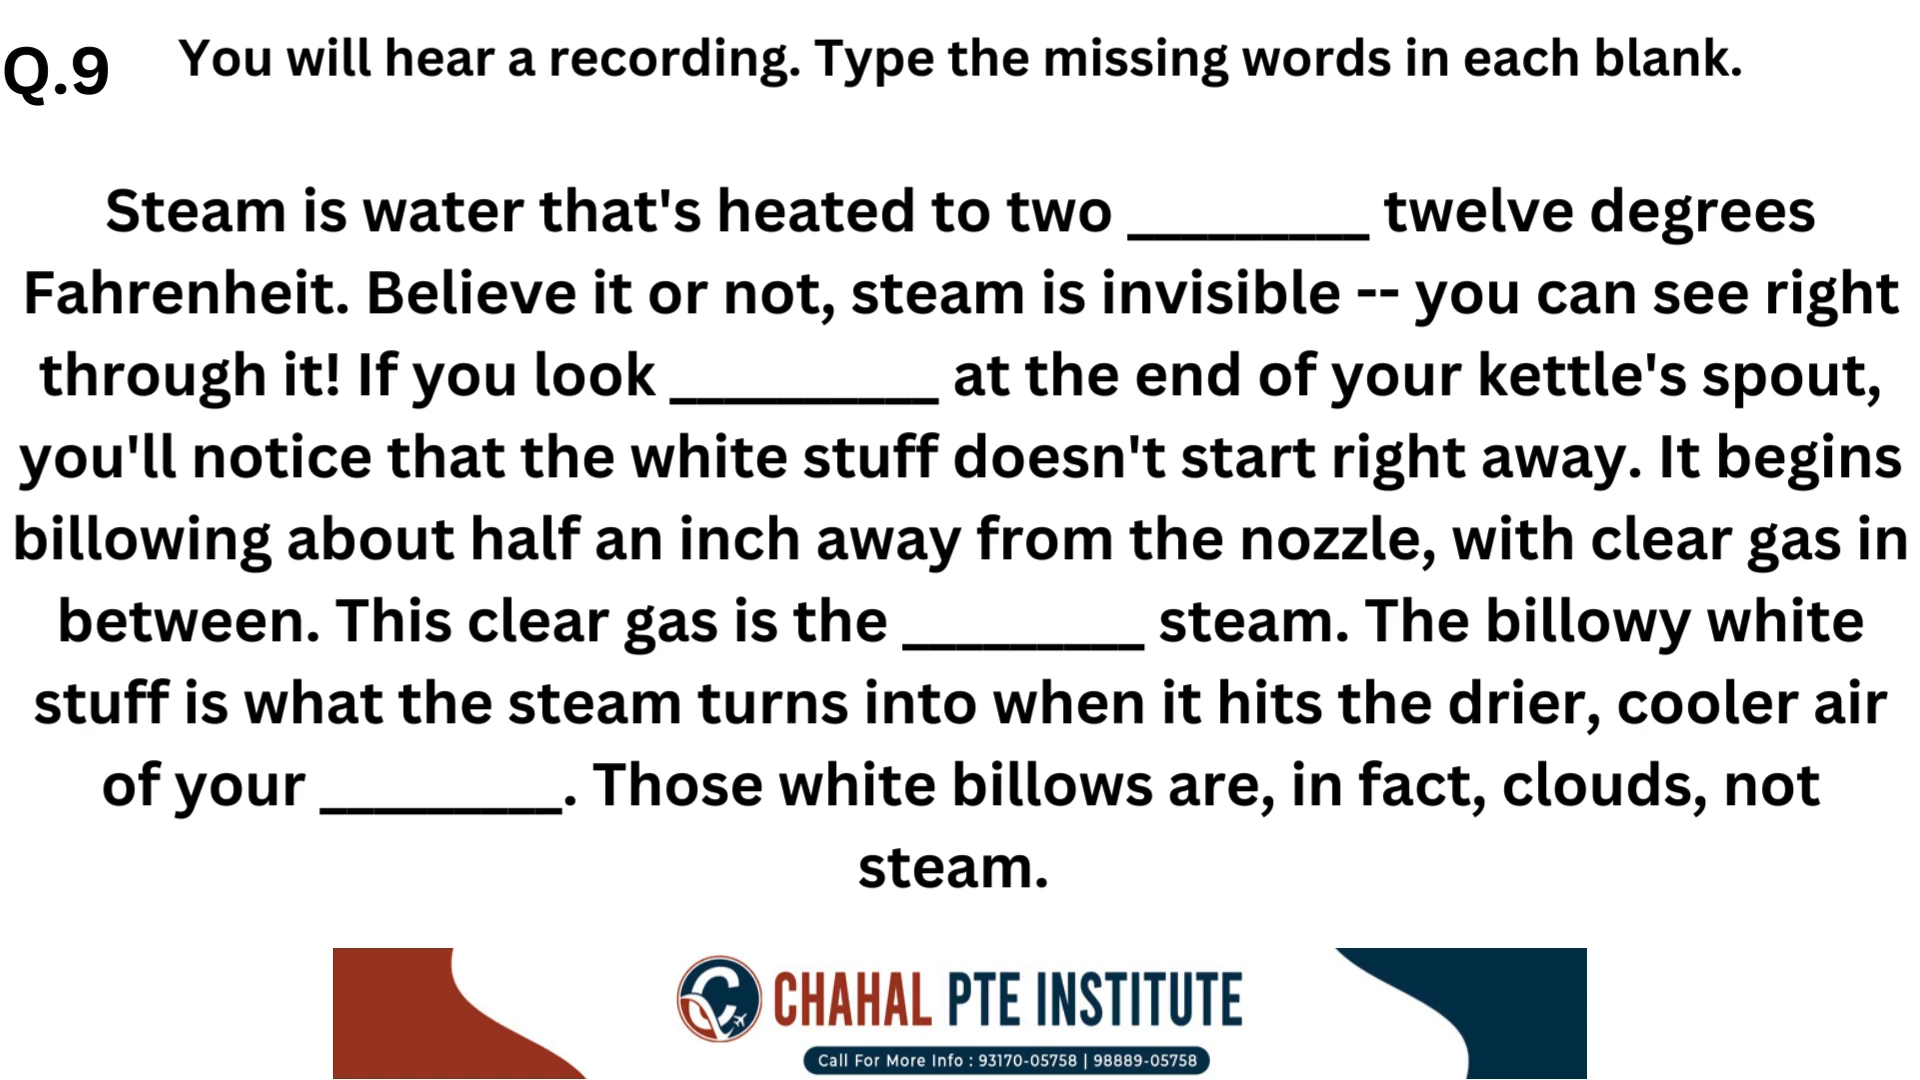 Q.9 You will hear a recording. Type the missing words in each blank.
Steam is water that's heated to two _________ twelve degrees
Fahrenheit. Believe it or not, steam is invisible -- you can see right
through it! If you look __________ at the end of your kettle's spout,
you'll notice that the white stuff doesn't start right away. It begins
billowing about half an inch away from the nozzle, with clear gas in
between. This clear gas is the _________ steam. The billowy white
stuff is what the steam turns into when it hits the drier, cooler air
of your _________. Those white billows are, in fact, clouds, not
steam.
CHAHAL PTE INSTITUTE
Call For More Info : 93170-05758 | 98889-05758